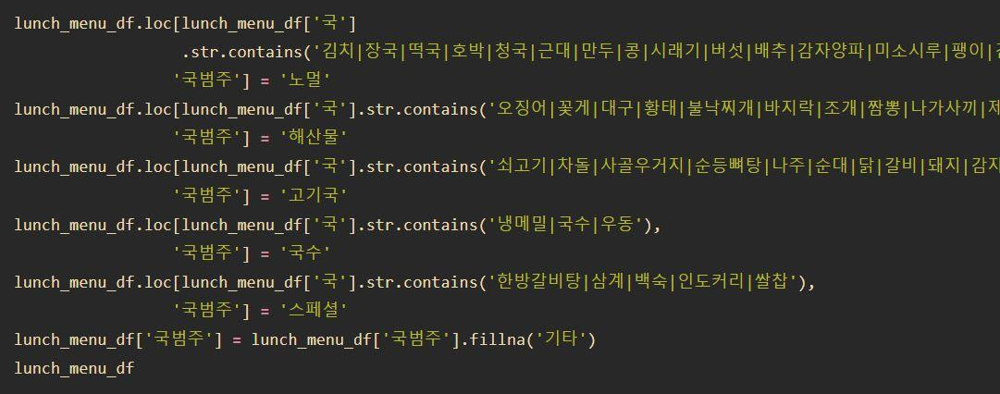 lunch_menu_df.loc[lunch_menu_df['국']
.str.contains('김치|장국|떡국|호박|청국|근대|만두|콩|시래기|버섯|배추|감자양파|미소시루|팽이|
'국범주'] = '노멀'
lunch_menu_df.loc[lunch_menu_df['국'].str.contains('오징어|꽃게|대구|황태|불낙찌개|바지락|조개|짬뽕|나가사끼|
'국범주'] = '해산물'
lunch_menu_df.loc[lunch_menu_df['국'].str.contains('쇠고기|차돌|사골우거지|순등뼈탕|나주|순대|닭|갈비|돼지|감자
'국범주'] = '고기국'
lunch_menu_df.loc[lunch_menu_df['국'].str.contains('냉메밀|국수|우동'),
'국범주'] = '국수'
lunch_menu_df.loc[lunch_menu_df['국'].str.contains('한방갈비탕|삼계|백숙|인도커리|쌀찹'),
'국범주'] = '스페셜'
lunch_menu_df['국범주'] = lunch_menu_df['국범주'].fillna('기타')
lunch_menu_df